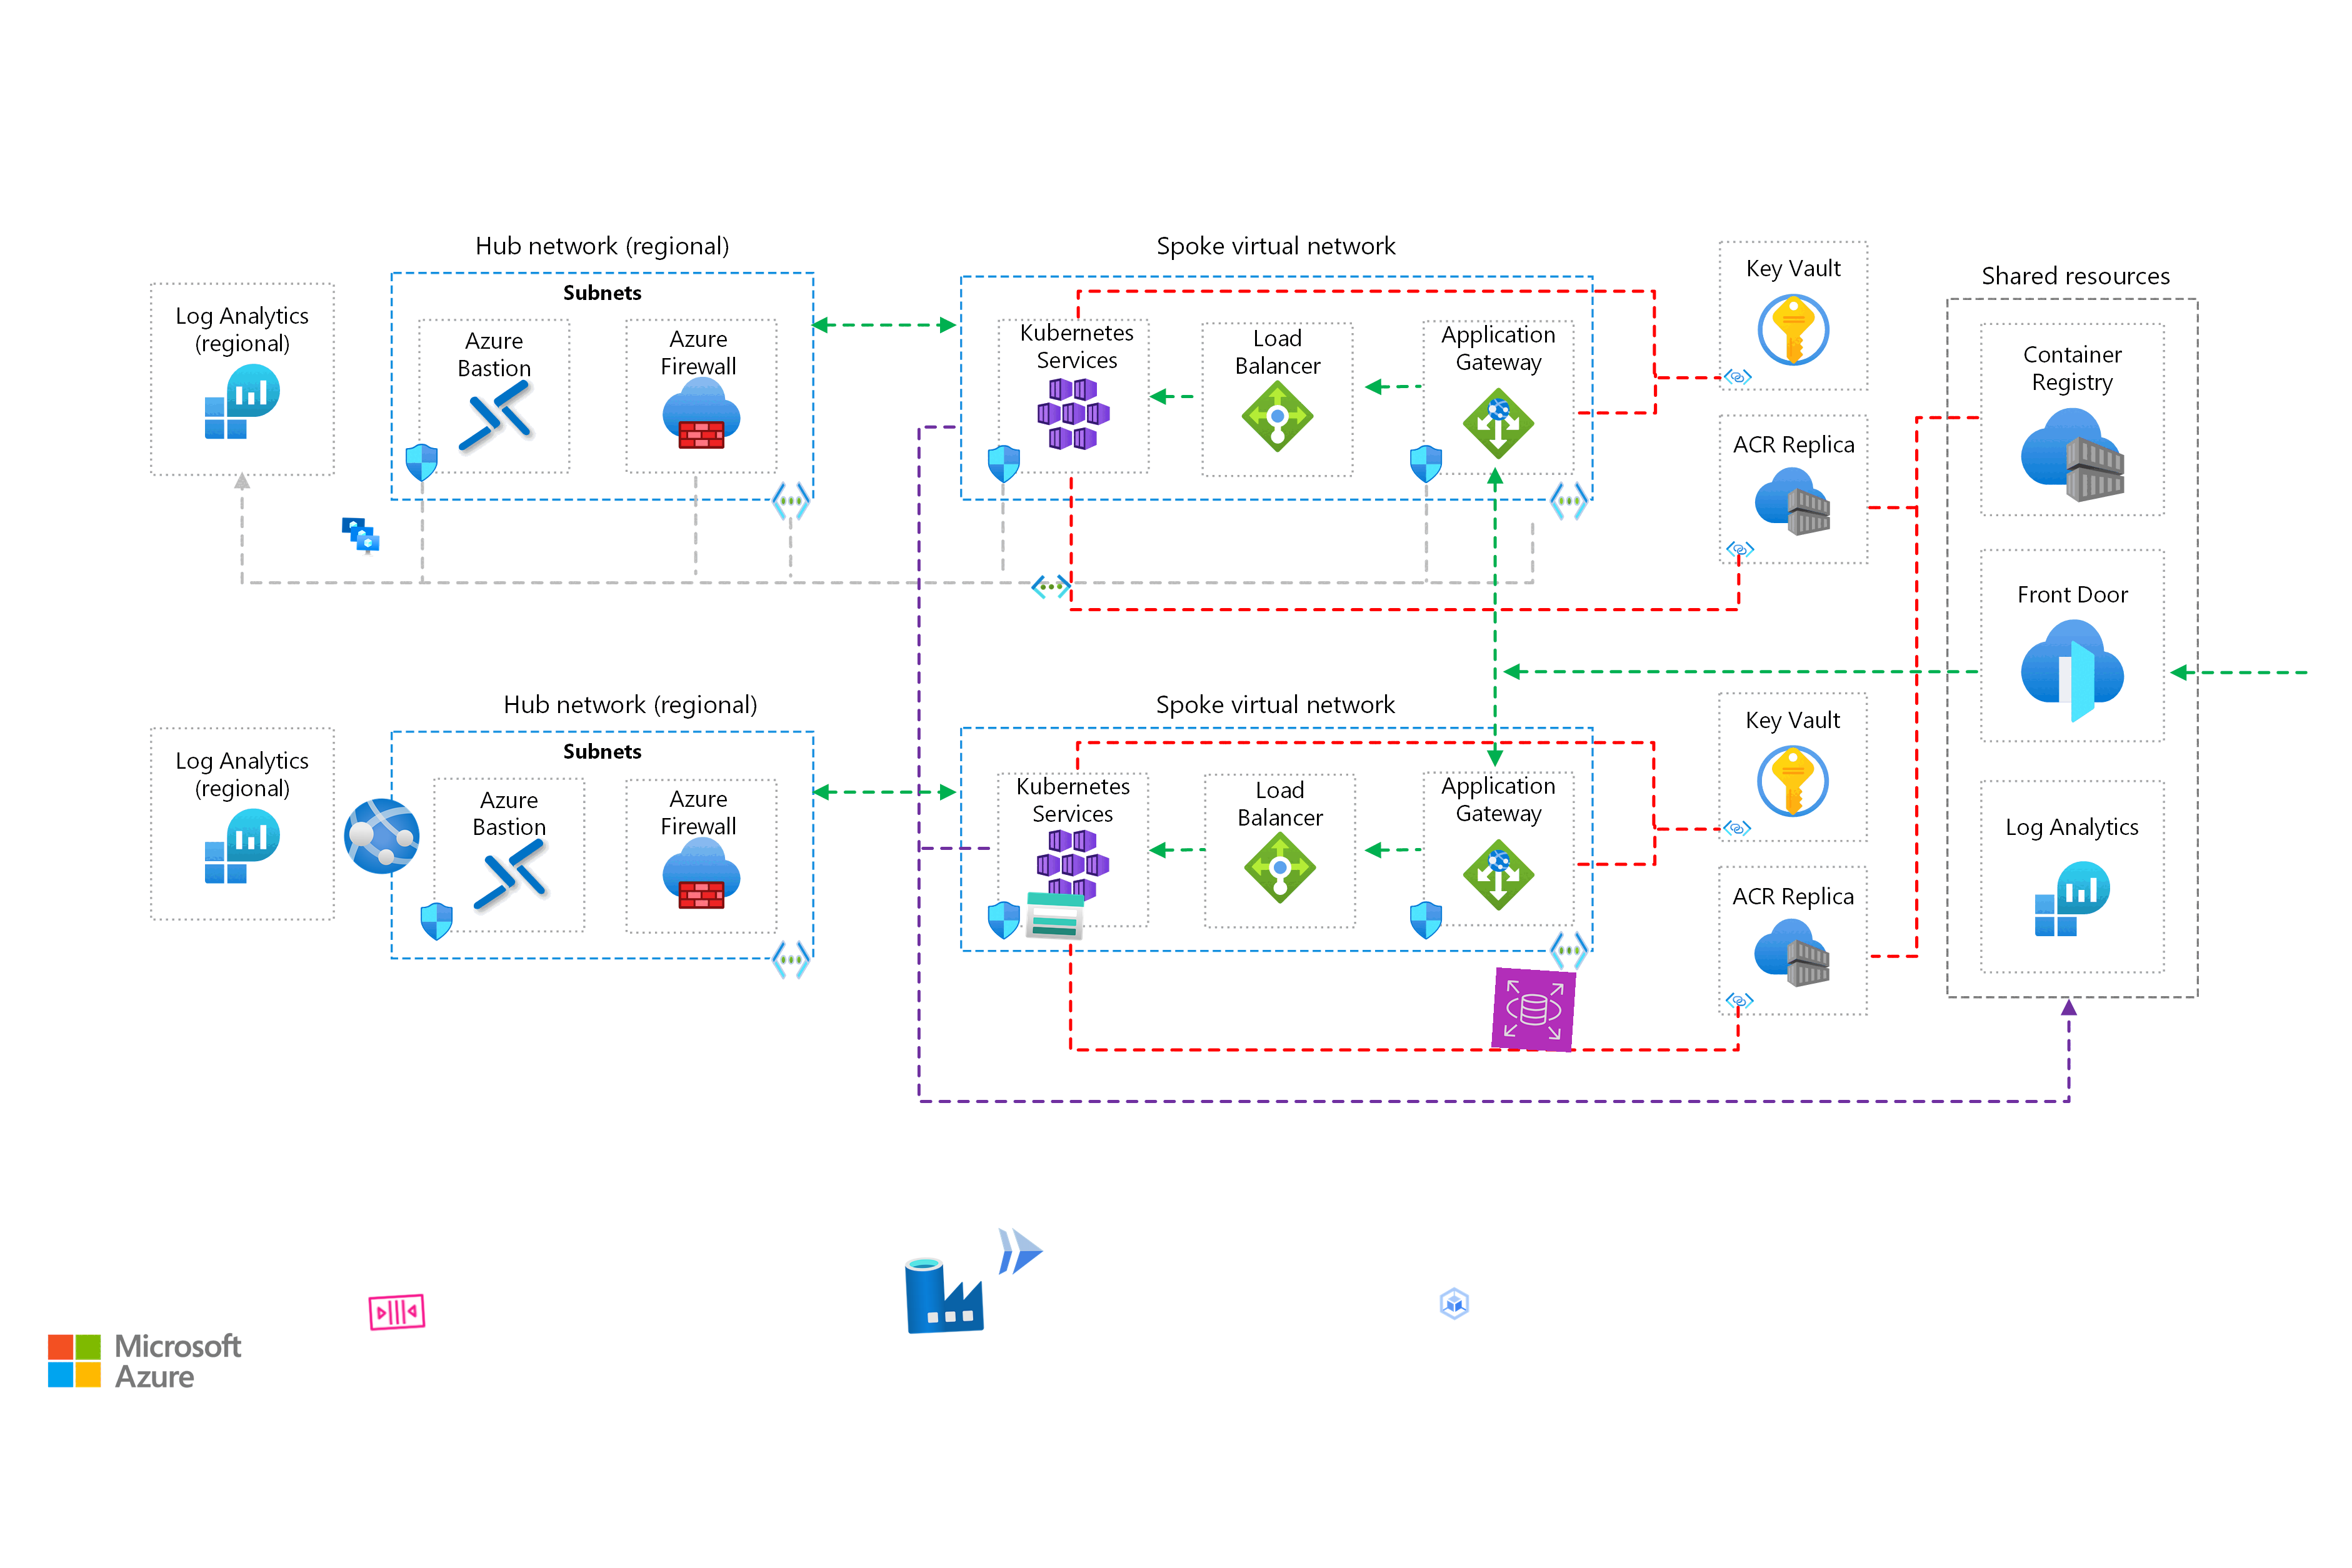 Hub network (regional)
Spoke virtual network
Key Vault
Shared resources
Subnets
Log Analytics
(regional)
Azure
Bastion
Azure
Firewall
Kubernetes
Services
Load
Balancer
Application
Gateway
Container
Registry
ACR Replica
Front Door
Hub network (regional)
Spoke virtual network
Key Vault
Subnets
Log Analytics
(regional)
Azure
Bastion
Azure
Firewall
Kubernetes
Services
Load
Balancer
Application
Gateway
Log Analytics
ACR Replica
Microsoft
Azure